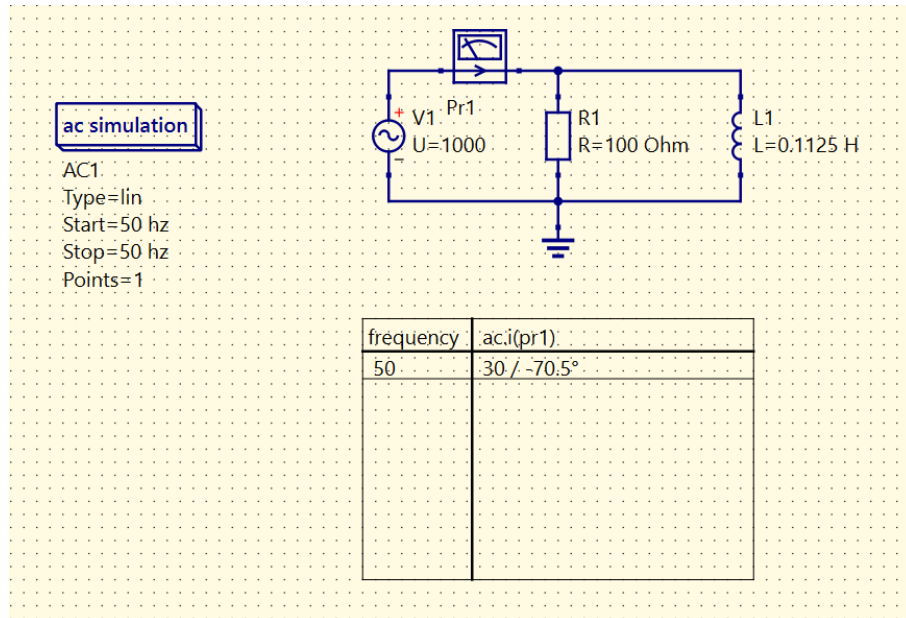 ac simulation
AC1
Type=lin
Start=50 hz
Stop=50 hz
Points=1
+
V1
U=1000
−
Pr1
R1
R=100 Ohm
L1
L=0.1125 H
frequency ac.i(pr1)
50 30 / -70.5°